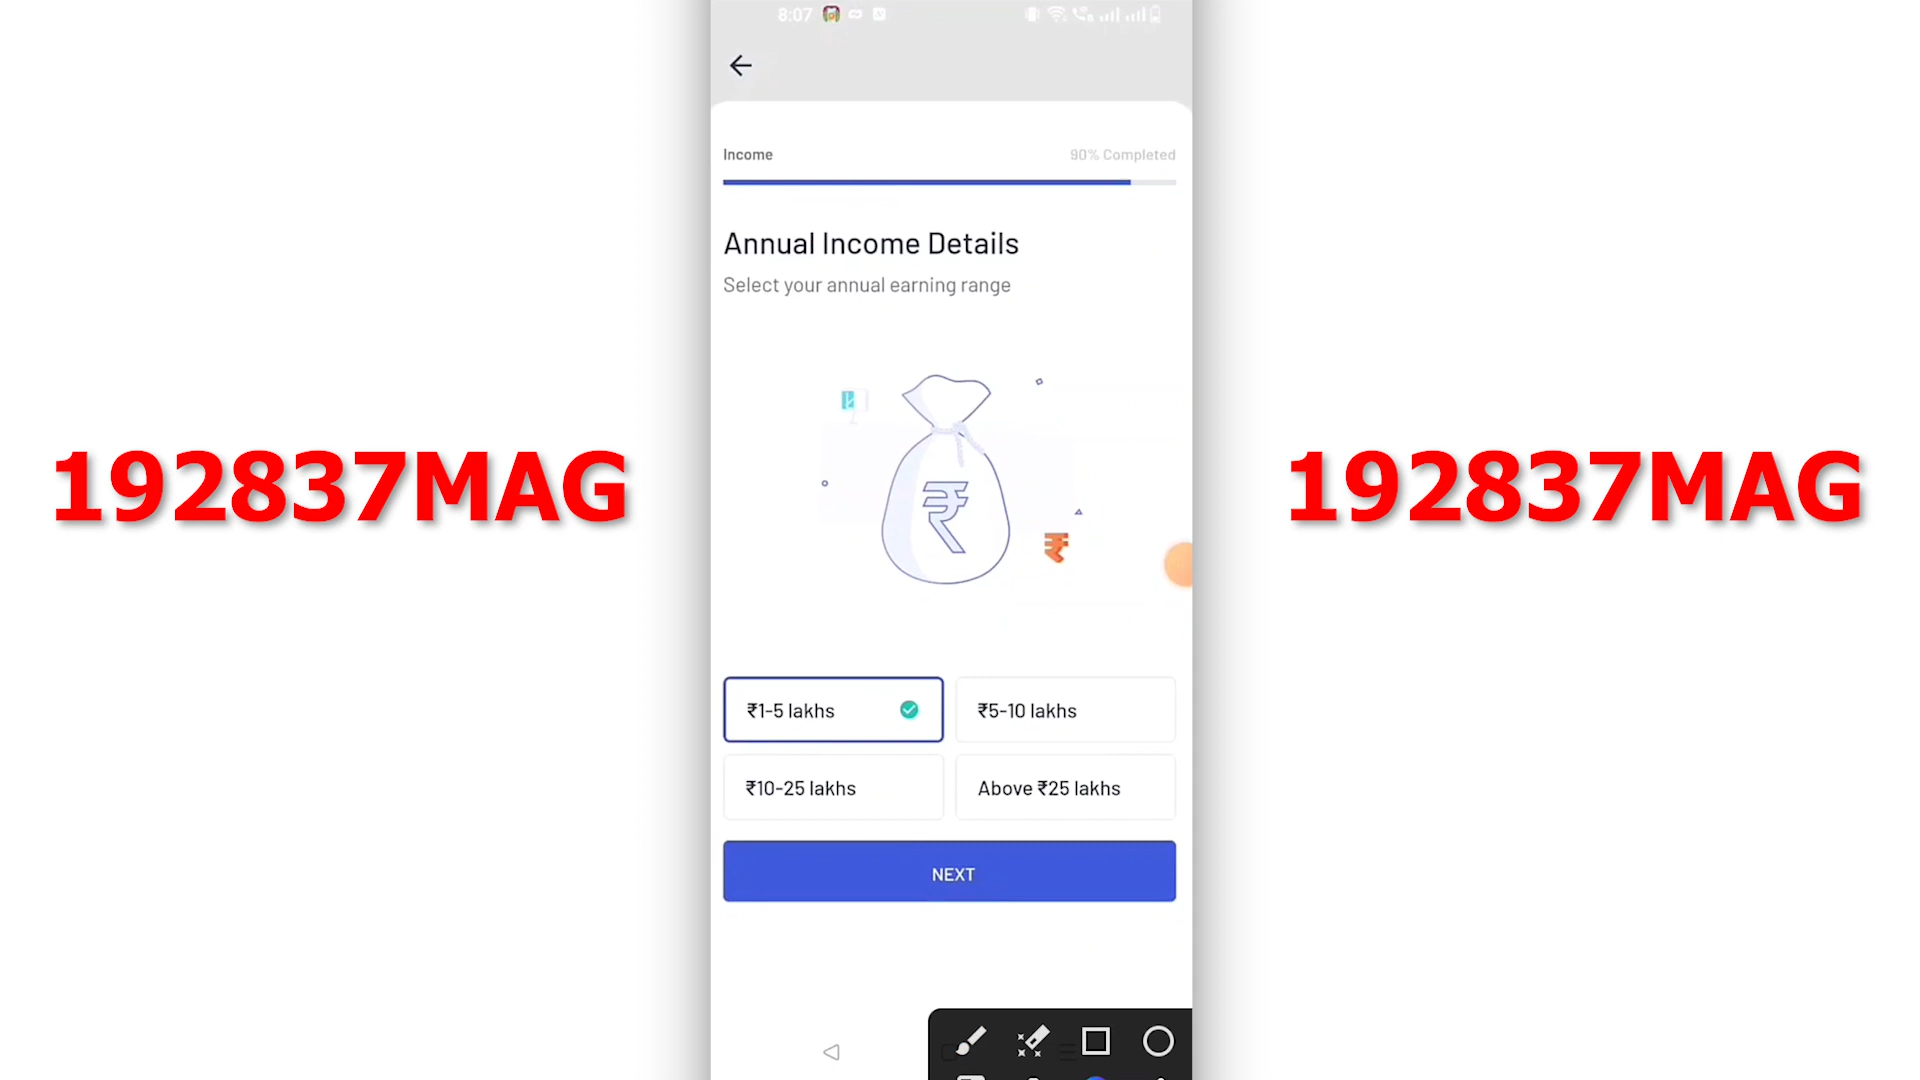 8:07
Income
90% Completed
Annual Income Details
Select your annual earning range
192837MAG
₹
₹
192837MAG
₹1-5 lakhs
₹5-10 lakhs
₹10-25 lakhs
Above ₹25 lakhs
NEXT